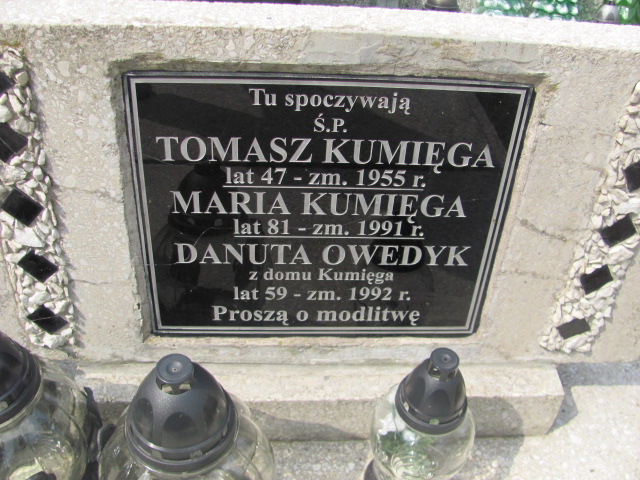 Tu spoczywają
Ś.P.
TOMASZ KUMIĘGA
lat 47 - zm. 1955 r.
MARIA KUMIĘGA
lat 81 - zm. 1991 r.
DANUTA OWEDYK
z domu Kumięga
lat 59 - zm. 1992 r.
Proszą o modlitwę